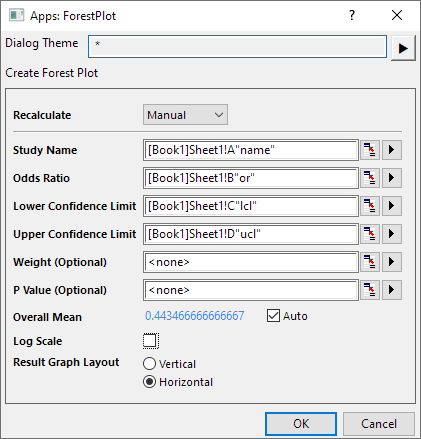 Apps: ForestPlot
Dialog Theme *
Create Forest Plot
Recalculate Manual
Study Name [Book1]Sheet1!A"name"
Odds Ratio [Book1]Sheet1!B"or"
Lower Confidence Limit [Book1]Sheet1!C"lcl"
Upper Confidence Limit [Book1]Sheet1!D"ucl"
Weight (Optional) <none>
P Value (Optional) <none>
Overall Mean 0.443466666666667 Auto
Log Scale
Result Graph Layout Vertical
Horizontal
OK Cancel